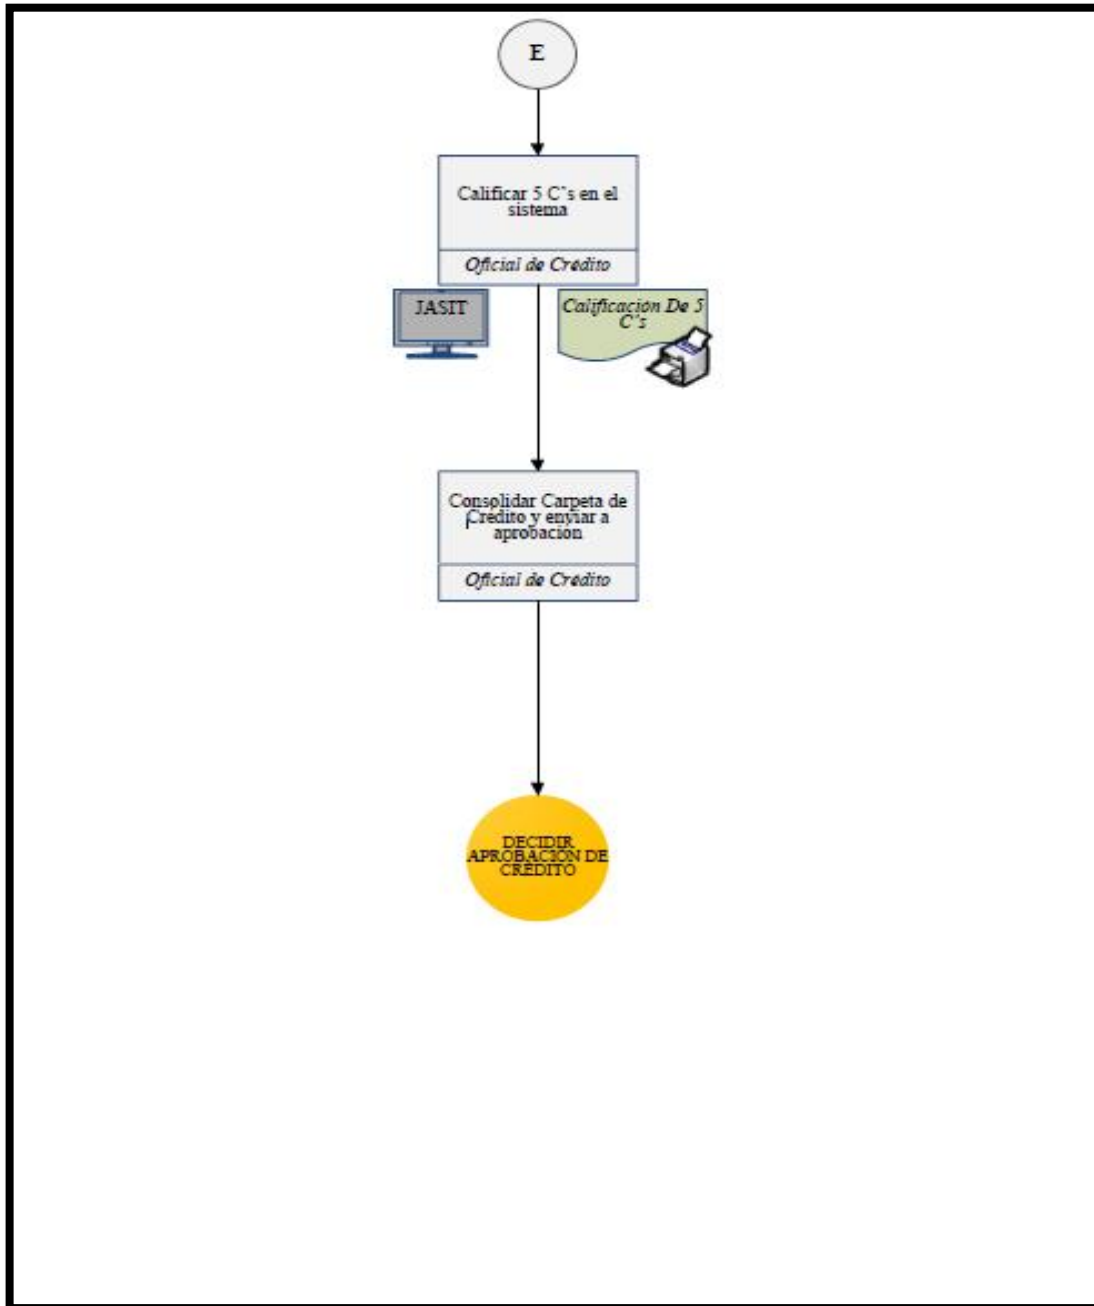 E
Calificar 5 C's en el
sistema
Oficial de Crédito
JASIT
Calificación De 5
C's
Consolidar Carpeta de
Crédito y enviar a
aprobación
Oficial de Crédito
DECIDIR
APROBACIÓN DE
CRÉDITO